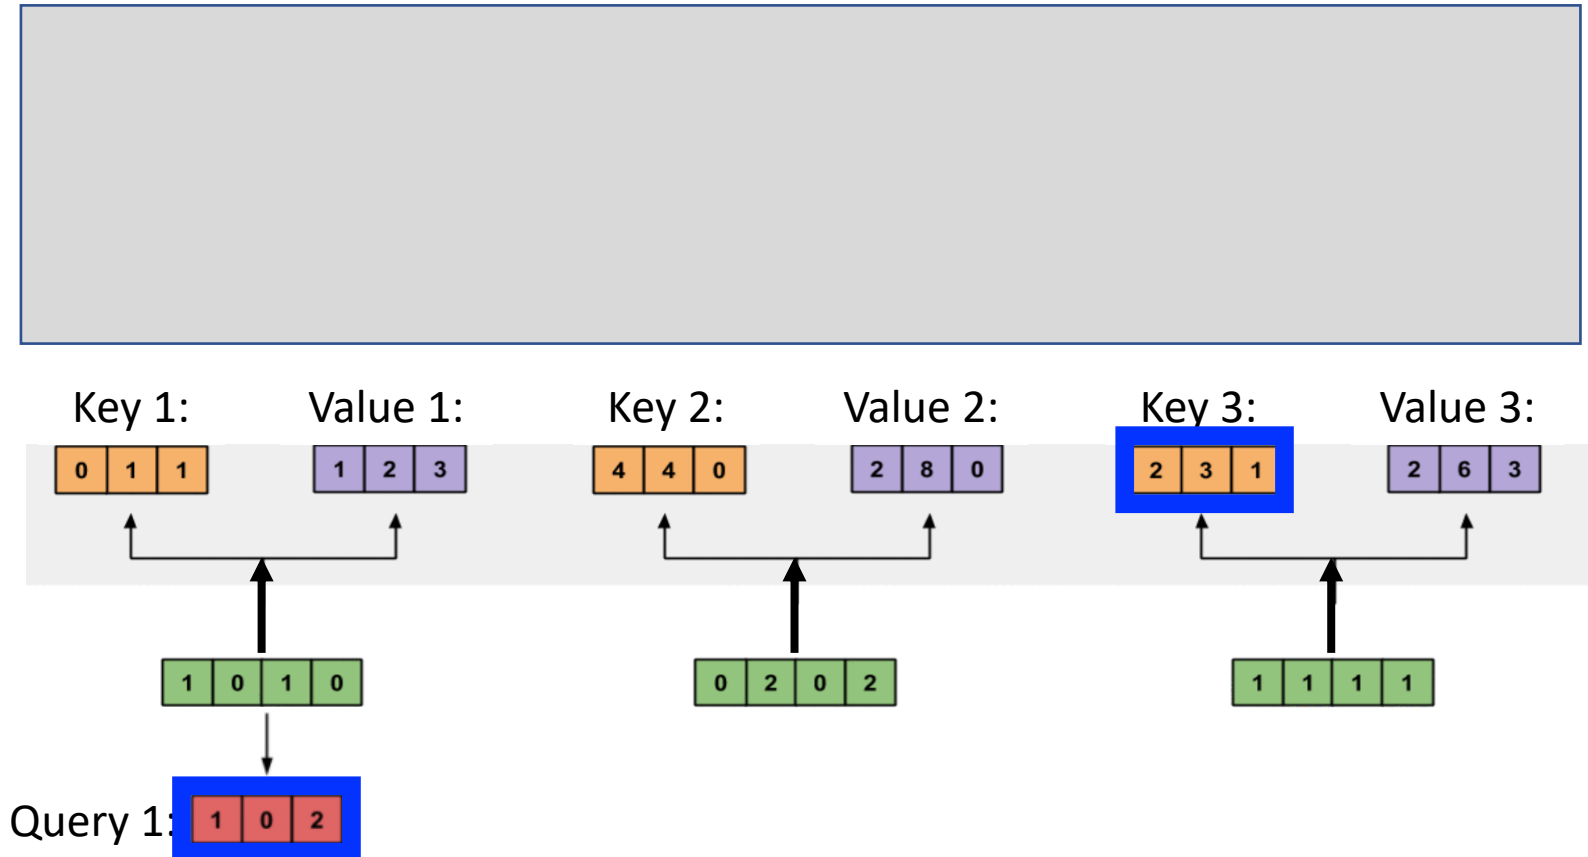 Key 1: Value 1: Key 2: Value 2: Key 3: Value 3:
0 1 1 1 2 3 4 4 0 2 8 0 2 3 1 2 6 3
1 0 1 0 0 2 0 2 1 1 1 1
Query 1: 1 0 2